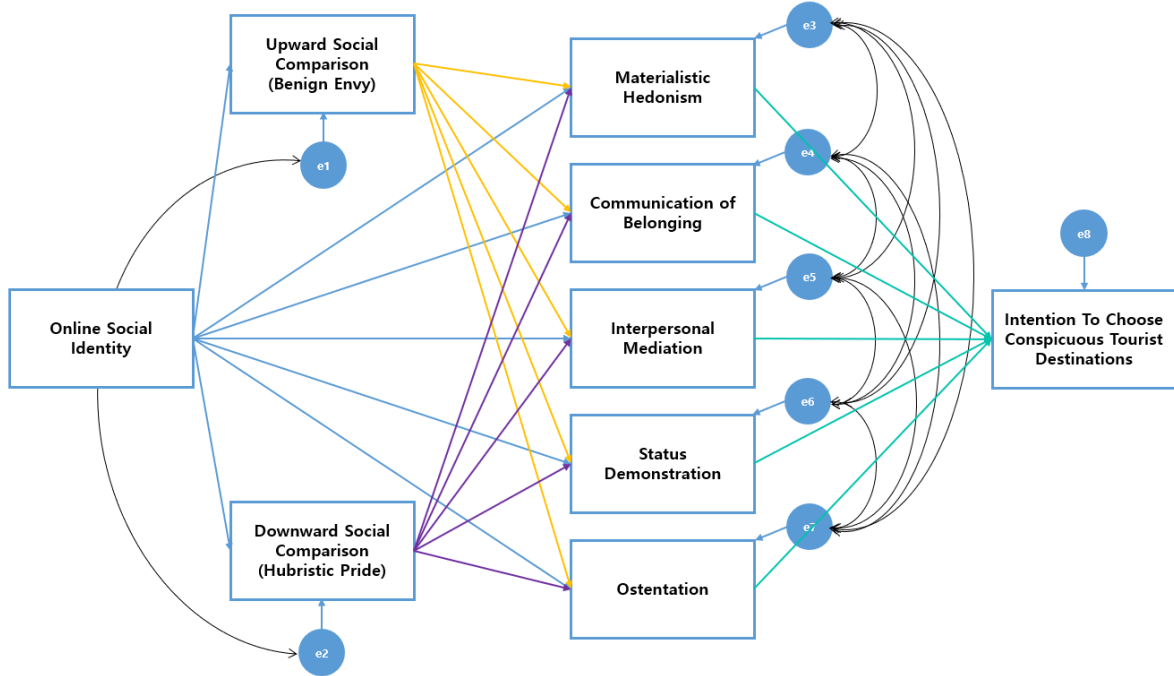 Upward Social
Comparison
(Benign Envy)
e1
Online Social
Identity
Downward Social
Comparison
(Hubristic Pride)
e2
Materialistic
Hedonism
Communication of
Belonging
Interpersonal
Mediation
Status
Demonstration
Ostentation
e3
e4
e5
e6
e7
e8
Intention To Choose
Conspicuous Tourist
Destinations